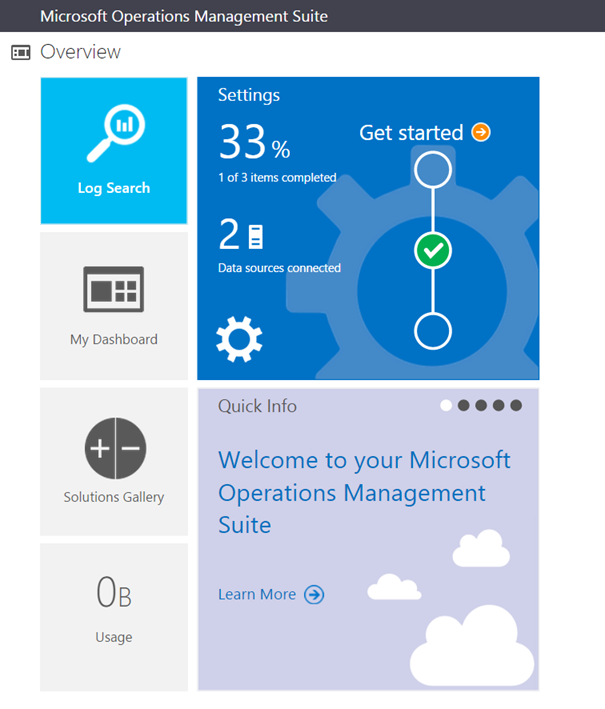 Microsoft Operations Management Suite
Overview
Log Search
Settings
33 %
1 of 3 items completed
Get started
2
Data sources connected
My Dashboard
Solutions Gallery
0B
Usage
Quick Info
Welcome to your Microsoft
Operations Management
Suite
Learn More